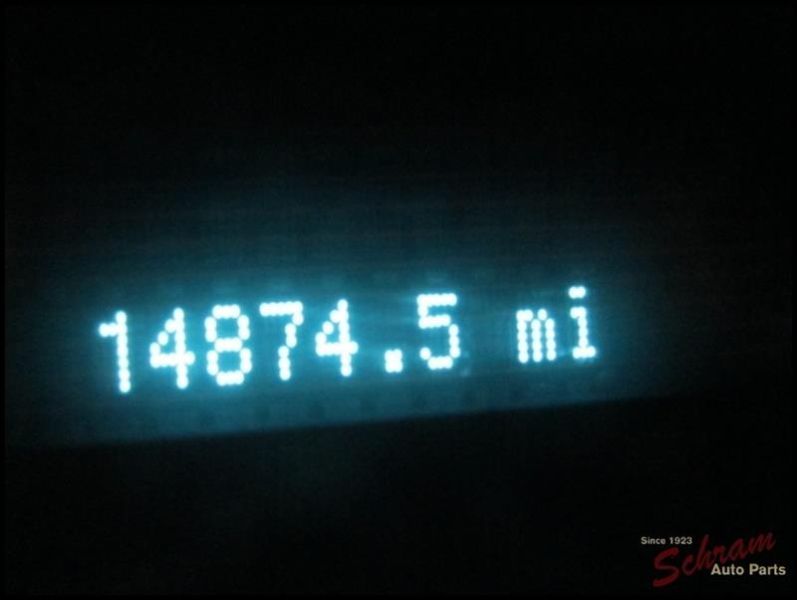 14874.5 mi
Since 1923
Schram
Auto Parts